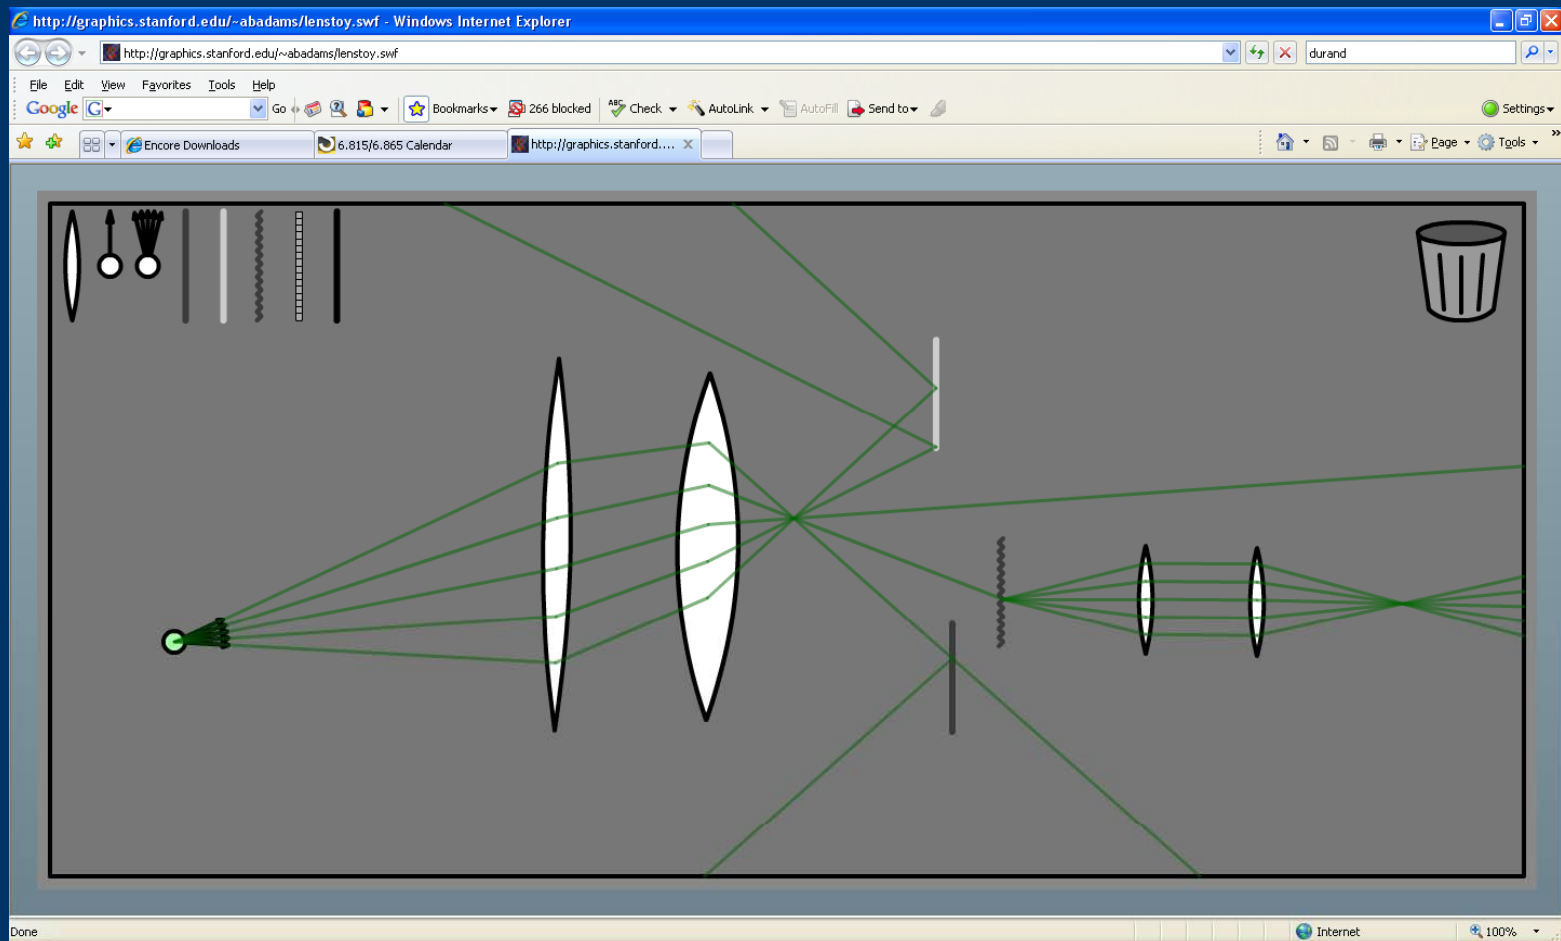 http://graphics.stanford.edu/~abadams/lenstoy.swf - Windows Internet Explorer
http://graphics.stanford.edu/~abadams/lenstoy.swf durand
File Edit View Favorites Tools Help
Google G Go Bookmarks 266 blocked ABC Check AutoLink AutoFill Send to Settings
Encore Downloads 6.815/6.865 Calendar http://graphics.stanford.... Page Tools »
Done Internet 100%